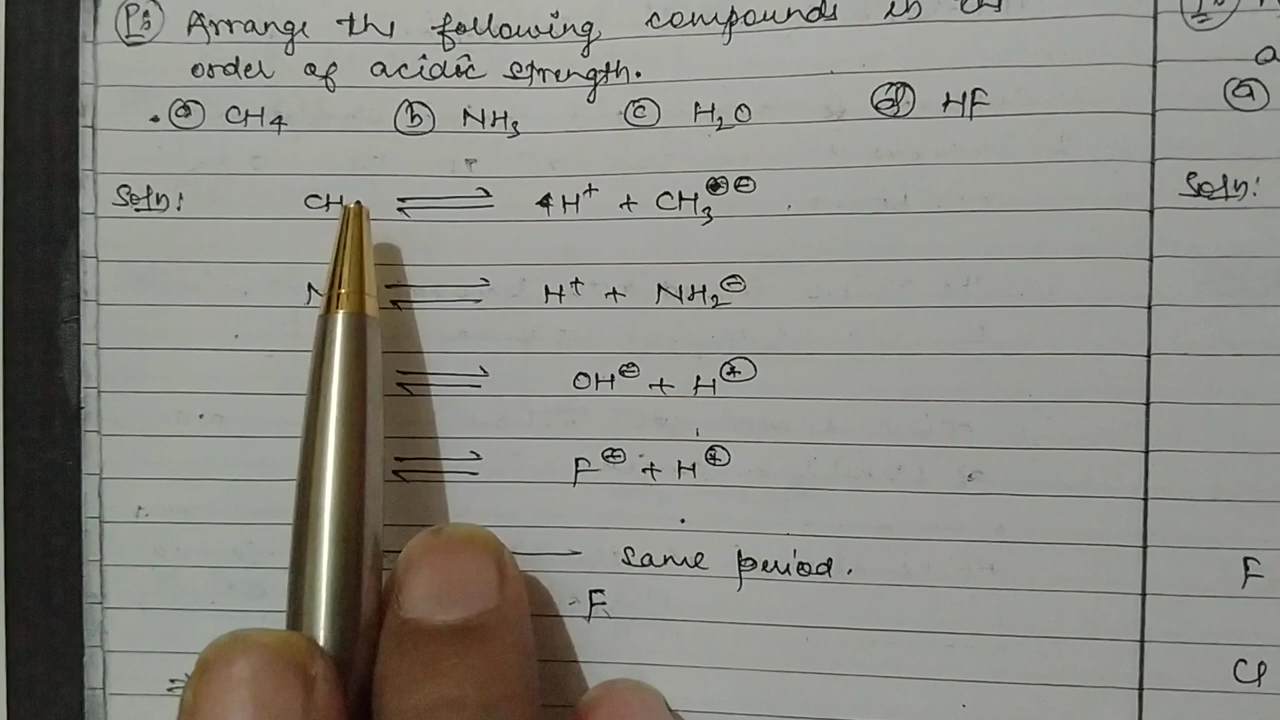 Arrange the following compounds in
order of acidic strength.
(a) CH4 (b) NH3 (c) H2O (d) HF
Soln: CH ⇌ H⁺ + CH3⊖
⇌ H⁺ + NH2⊖
⇌ OH⊖ + H⊕
⇌ F⊖ + H⊕
→ same period.
-F
a
(a)
Soln:
F
Cl